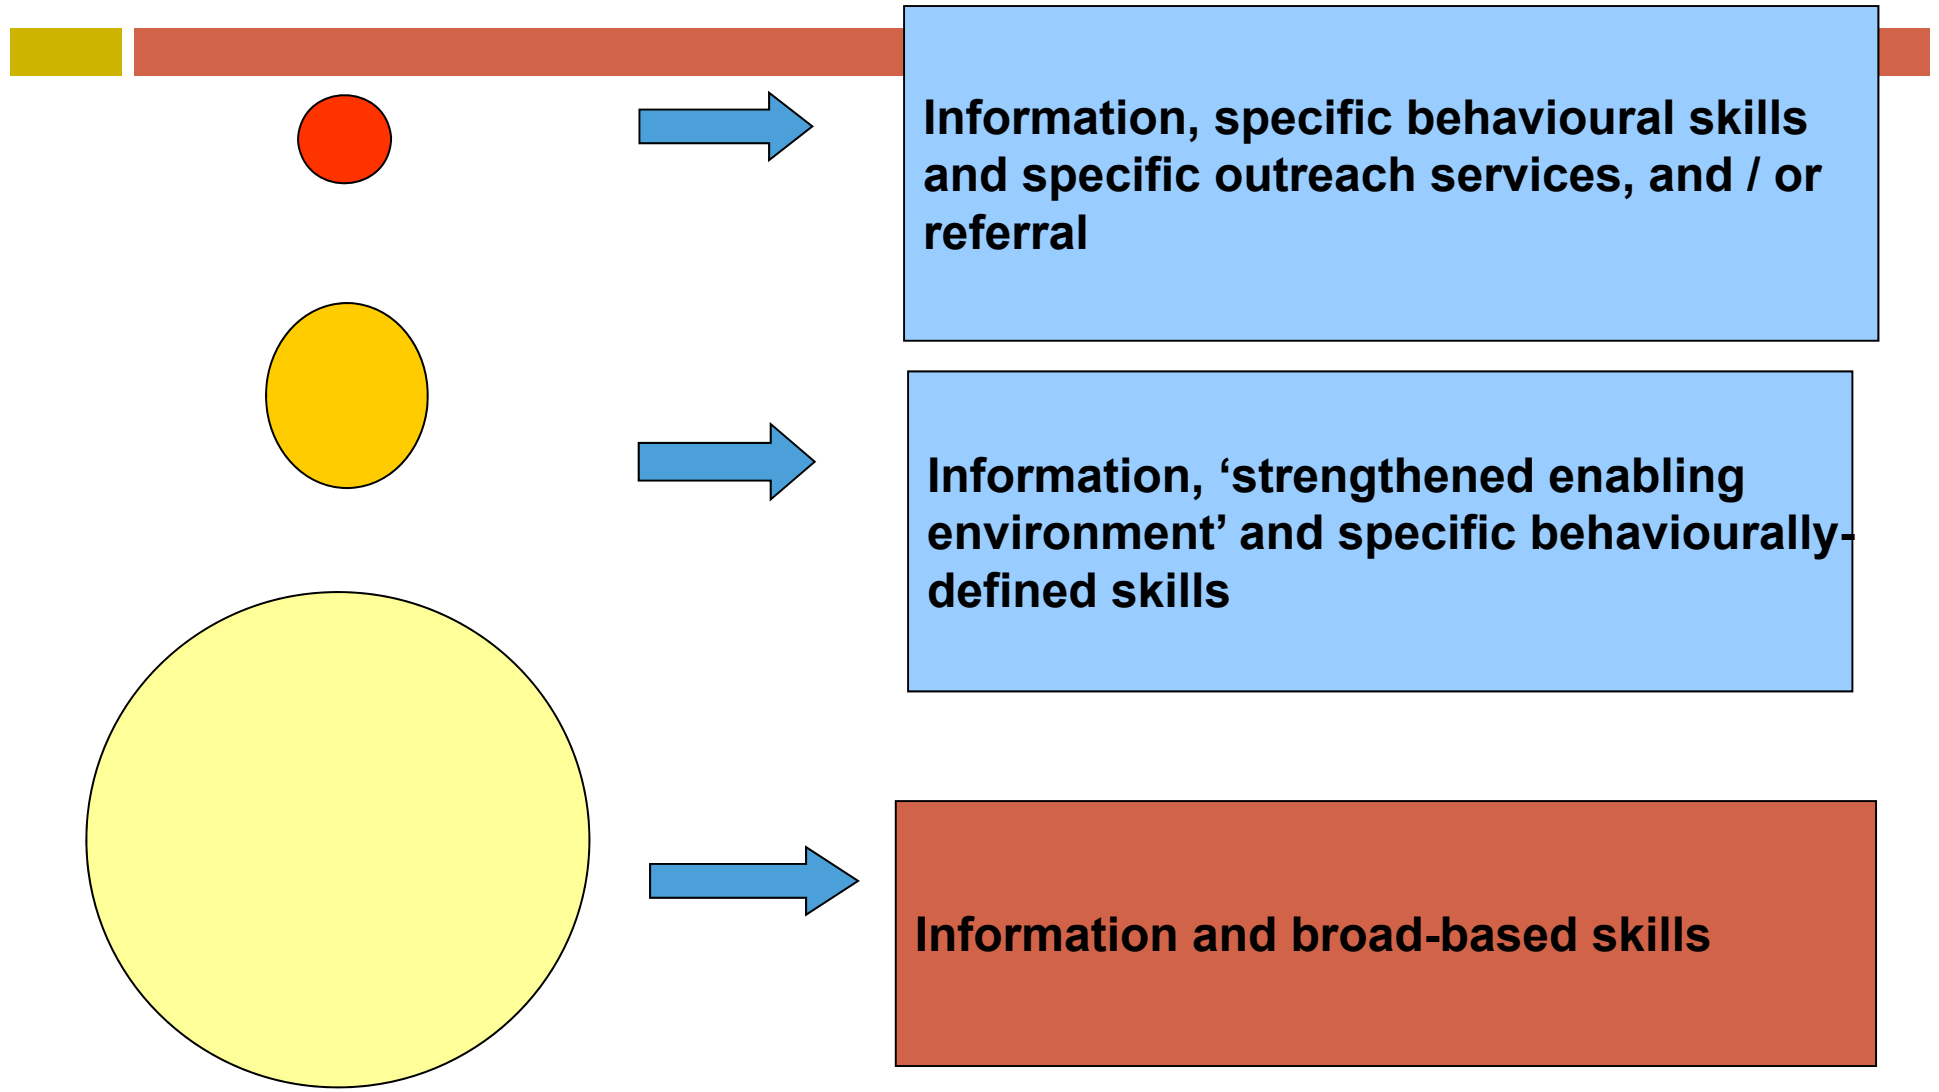 Information, specific behavioural skills
and specific outreach services, and / or
referral
Information, ‘strengthened enabling
environment’ and specific behaviourally-
defined skills
Information and broad-based skills